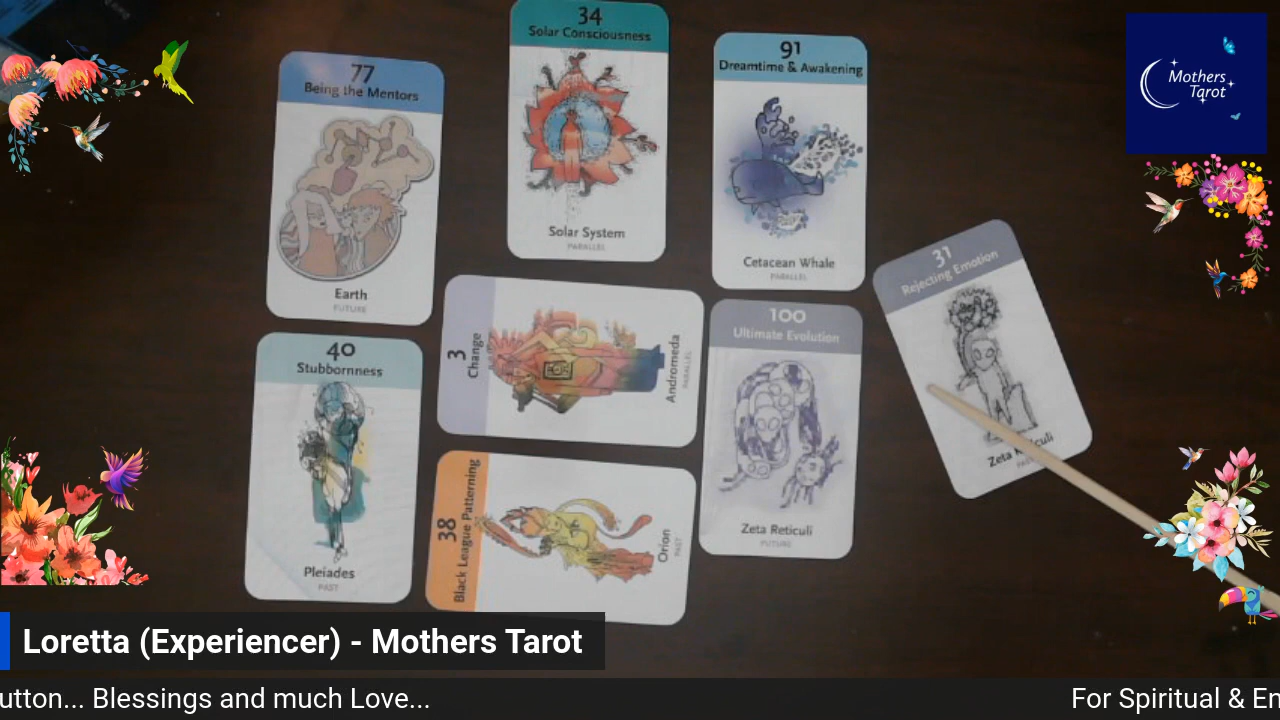 34
Solar Consciousness
Solar System
PARALLEL
77
Being the Mentors
Earth
FUTURE
91
Dreamtime & Awakening
Cetacean Whale
PARALLEL
Mothers
Tarot
31
Rejecting Emotion
Zeta
40
Stubbornness
Pleiades
PAST
3
Change
Andromeda
PARALLEL
100
Ultimate Evolution
Zeta Reticuli
FUTURE
38
Black League Patterning
Orion
PAST
Loretta (Experiencer) - Mothers Tarot
utton... Blessings and much Love...
For Spiritual & En